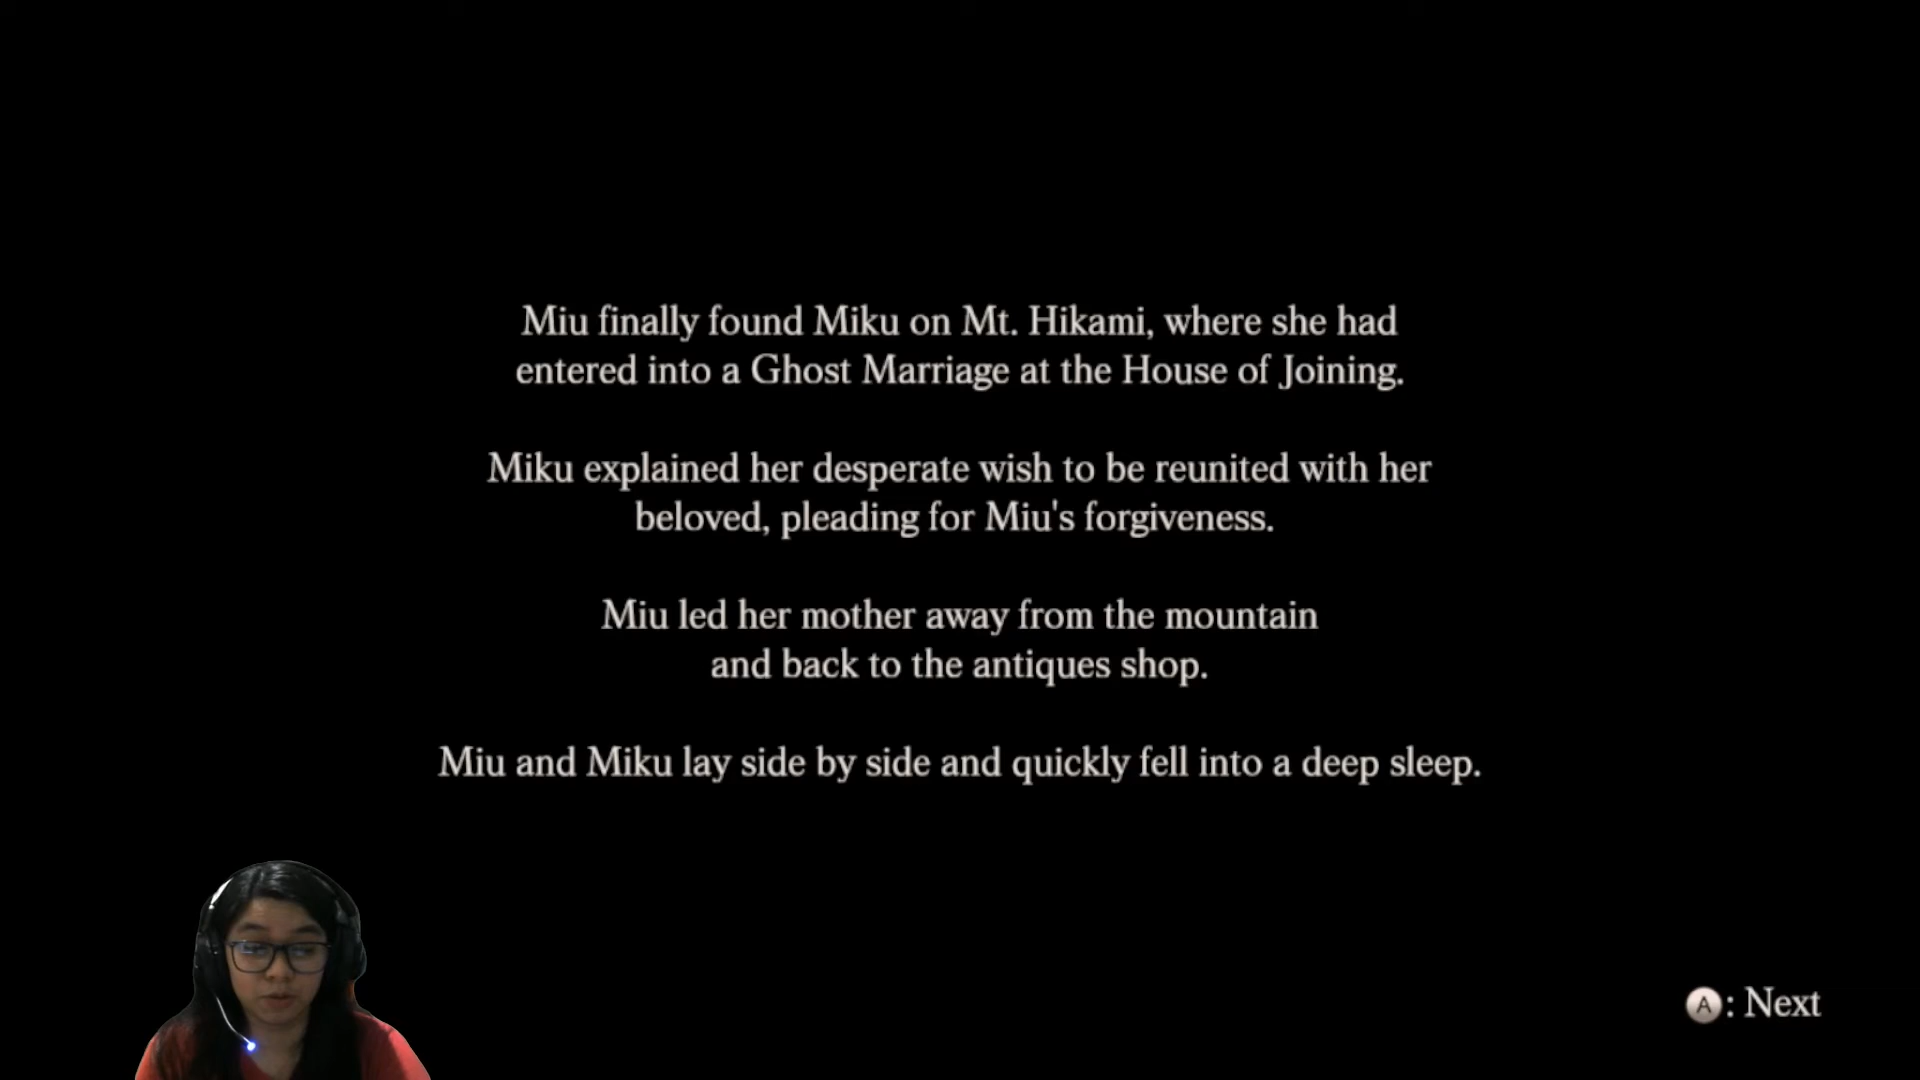 Miu finally found Miku on Mt. Hikami, where she had
entered into a Ghost Marriage at the House of Joining.
Miku explained her desperate wish to be reunited with her
beloved, pleading for Miu's forgiveness.
Miu led her mother away from the mountain
and back to the antiques shop.
Miu and Miku lay side by side and quickly fell into a deep sleep.
A : Next